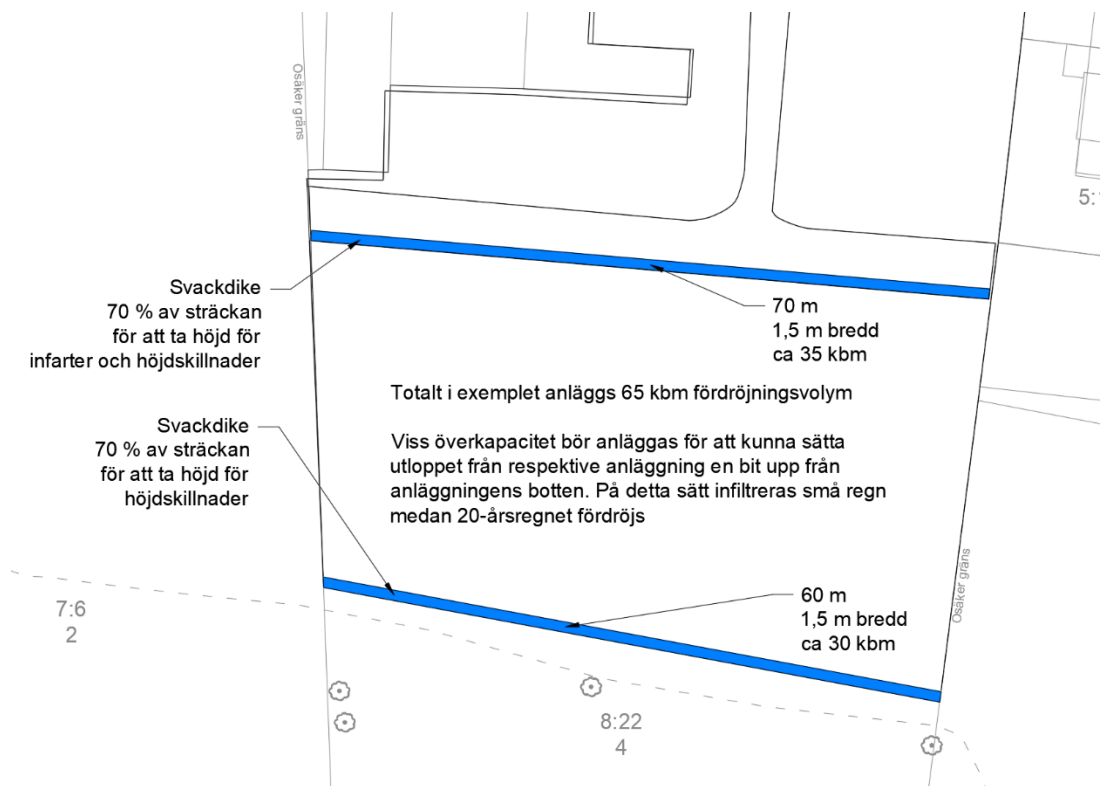 Osäker gräns
5:1
Svackdike
70 % av sträckan
för att ta höjd för
infarter och höjdskillnader
70 m
1,5 m bredd
ca 35 kbm
Totalt i exemplet anläggs 65 kbm fördröjningsvolym
Viss överkapacitet bör anläggas för att kunna sätta
utloppet från respektive anläggning en bit upp från
anläggningens botten. På detta sätt infiltreras små regn
medan 20-årsregnet fördröjs
Svackdike
70 % av sträckan
för att ta höjd för
höjdskillnader
Osäker gräns
60 m
1,5 m bredd
ca 30 kbm
7:6
2
8:22
4